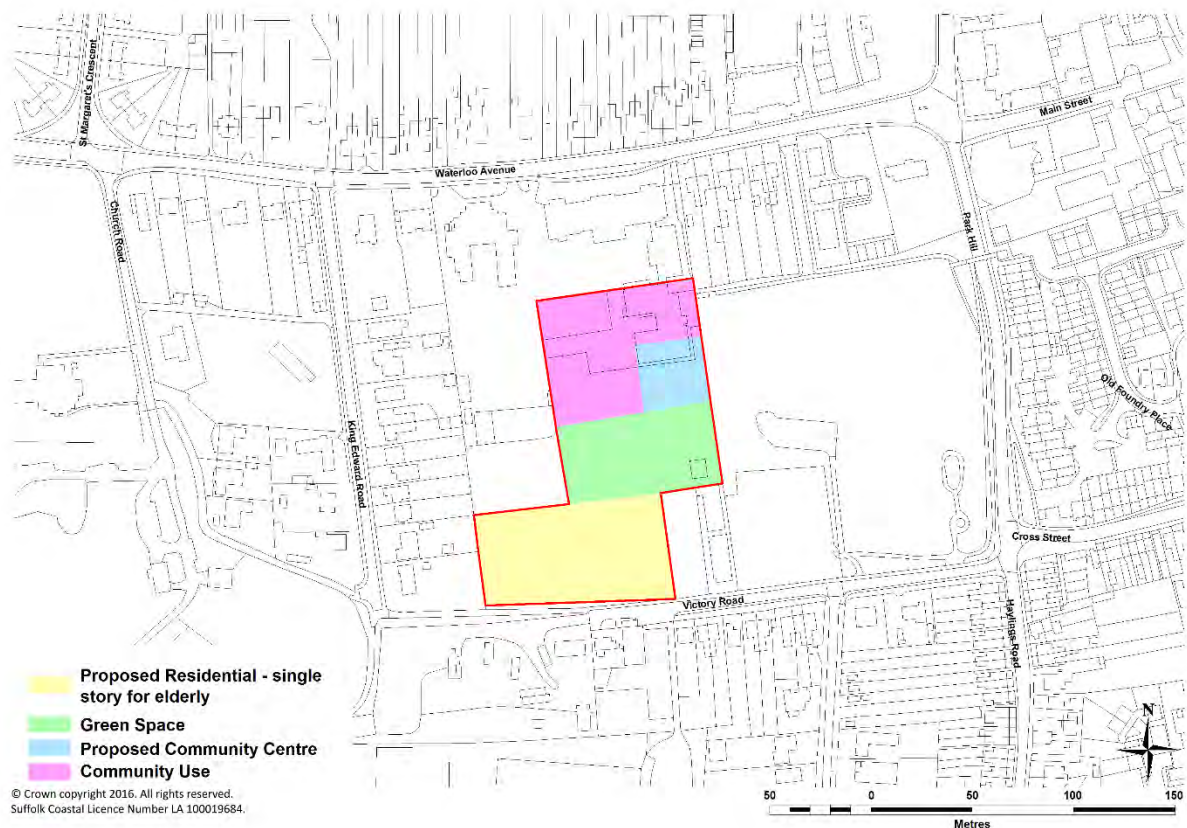 St Margaret's Crescent
Main Street
Waterloo Avenue
Church Road
Park Hill
Old Foundry Place
King Edward Road
Cross Street
Victory Road
Haylings Road
Proposed Residential - single
story for elderly
Green Space
Proposed Community Centre
Community Use
© Crown copyright 2016. All rights reserved.
Suffolk Coastal Licence Number LA 100019684.
N
50 0 50 100 150
Metres